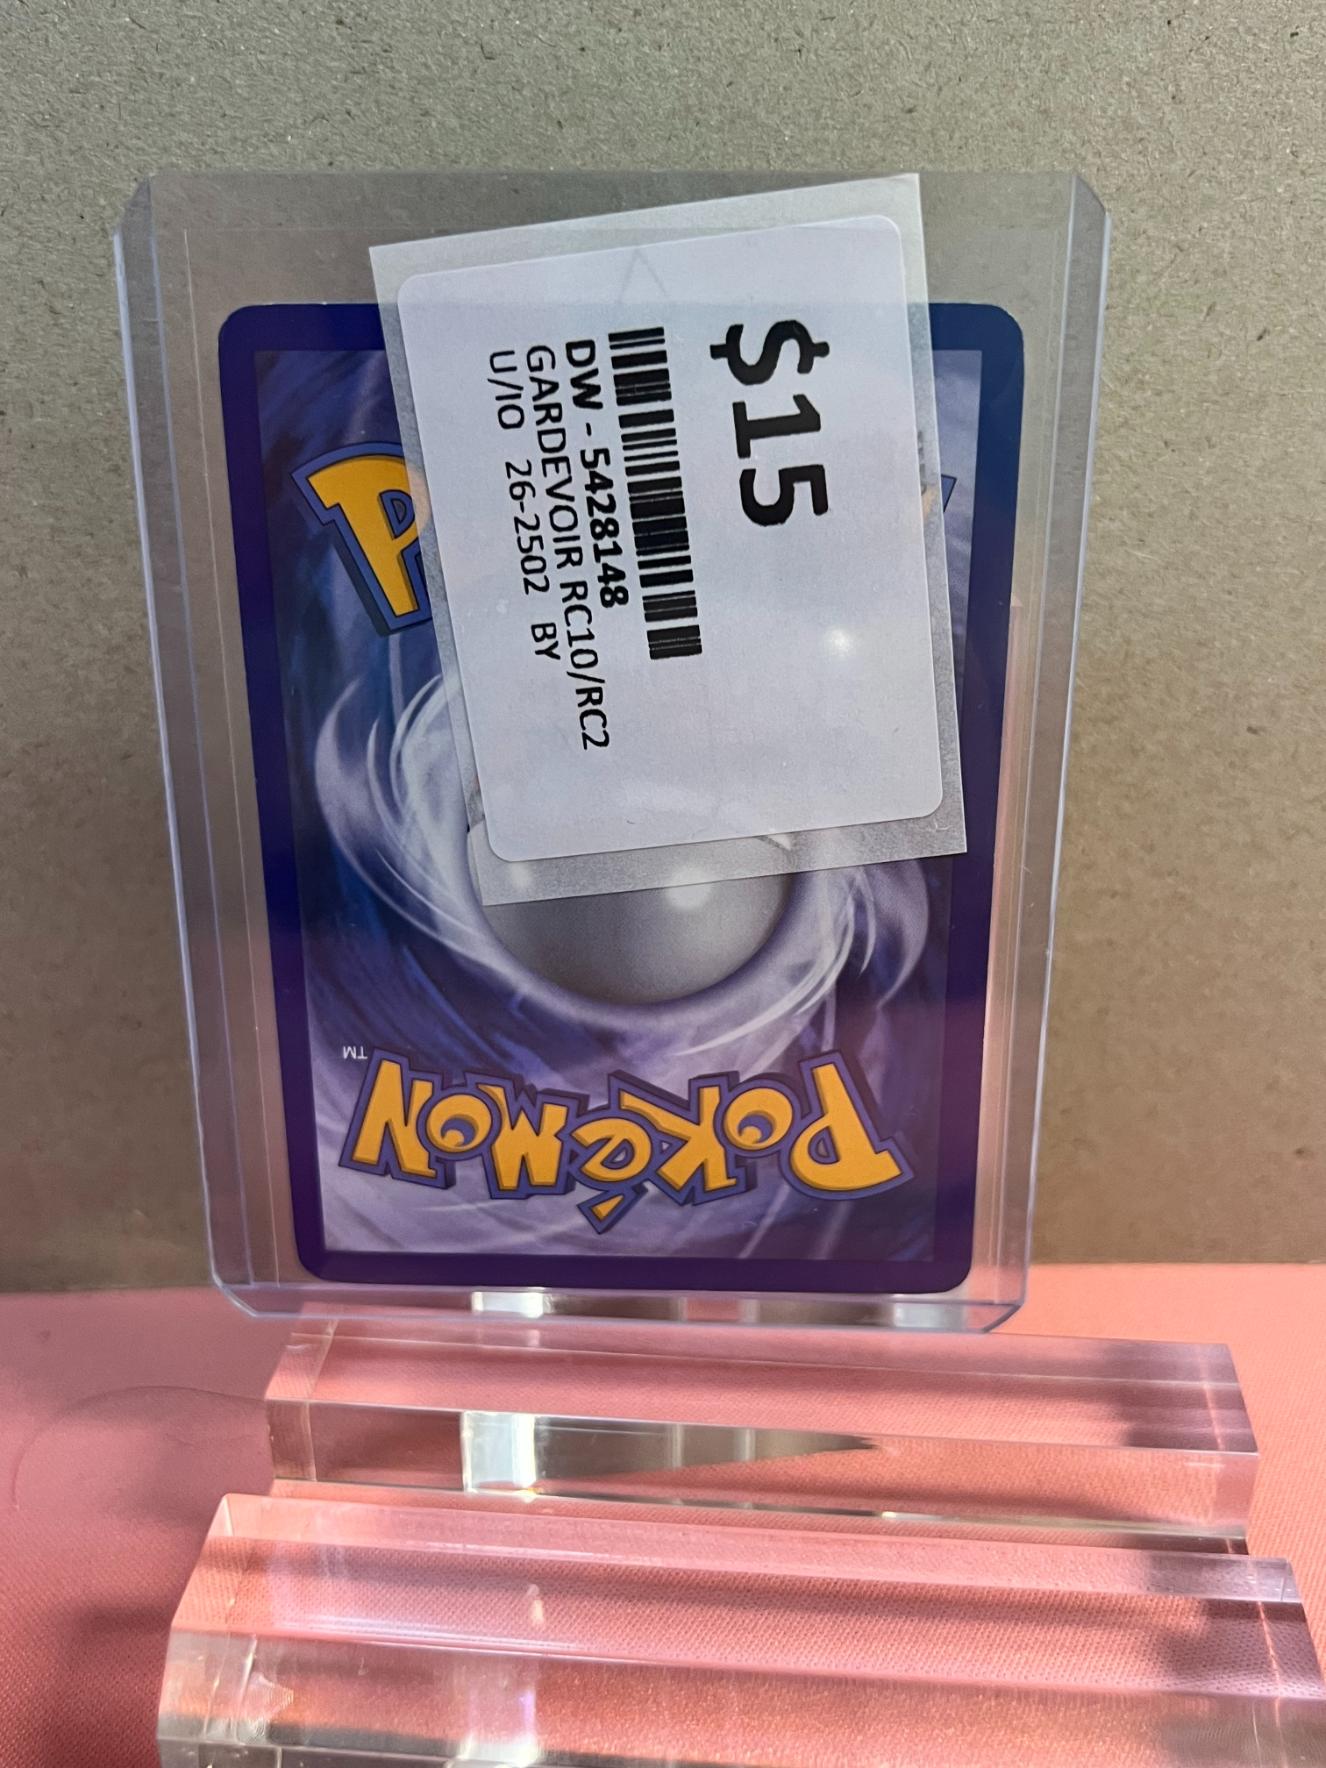 $15
DW - 5428148
GARDEVOIR RC10/RC2
U/IO 26-2502 BY
P
POKéMON
TM